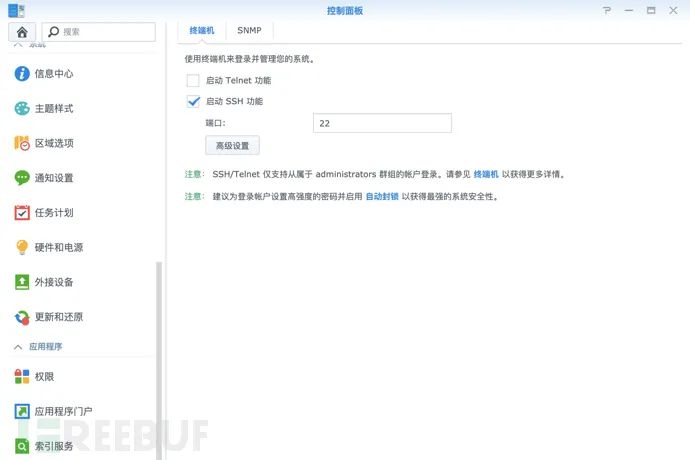 控制面板
搜索
系统
信息中心
主题样式
区域选项
通知设置
任务计划
硬件和电源
外接设备
更新和还原
应用程序
权限
应用程序门户
索引服务
终端机 SNMP
使用终端机来登录并管理您的系统。
启动 Telnet 功能
启动 SSH 功能
端口: 22
高级设置
注意: SSH/Telnet 仅支持从属于 administrators 群组的帐户登录。请参见 终端机 以获得更多详情。
注意: 建议为登录帐户设置高强度的密码并启用 自动封锁 以获得最强的系统安全性。
REEBUF